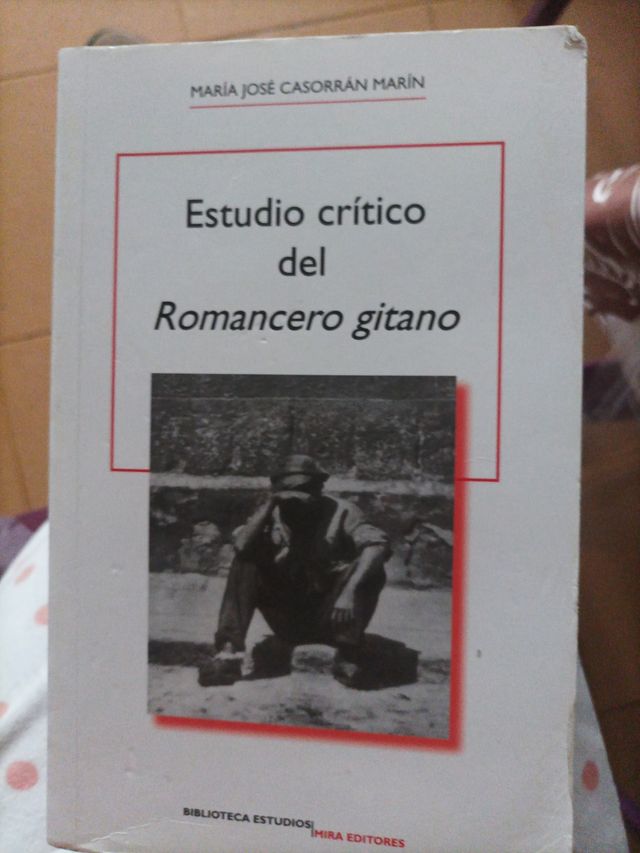 MARÍA JOSÉ CASORRÁN MARÍN
Estudio crítico
del
Romancero gitano
BIBLIOTECA ESTUDIOS|MIRA EDITORES